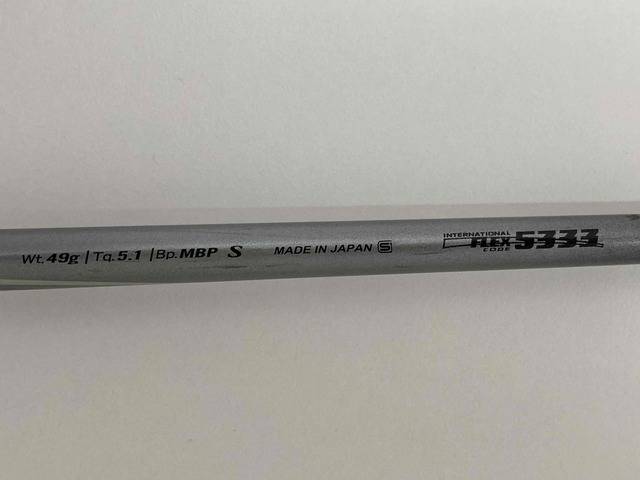 Wt.49g | Tq.5.1 | Bp.MBP S MADE IN JAPAN S
INTERNATIONAL
FLEX 5333
CODE